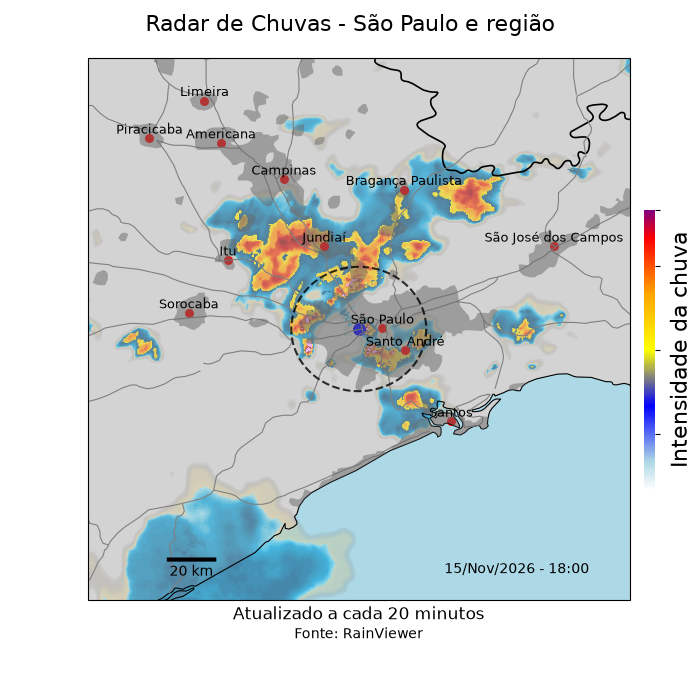 Radar de Chuvas - São Paulo e região
Limeira
Piracicaba
Americana
Campinas
Bragança Paulista
Jundiaí
São José dos Campos
Itu
Sorocaba
São Paulo
Santo André
Santos
Intensidade da chuva
20 km
15/Nov/2026 - 18:00
Atualizado a cada 20 minutos
Fonte: RainViewer